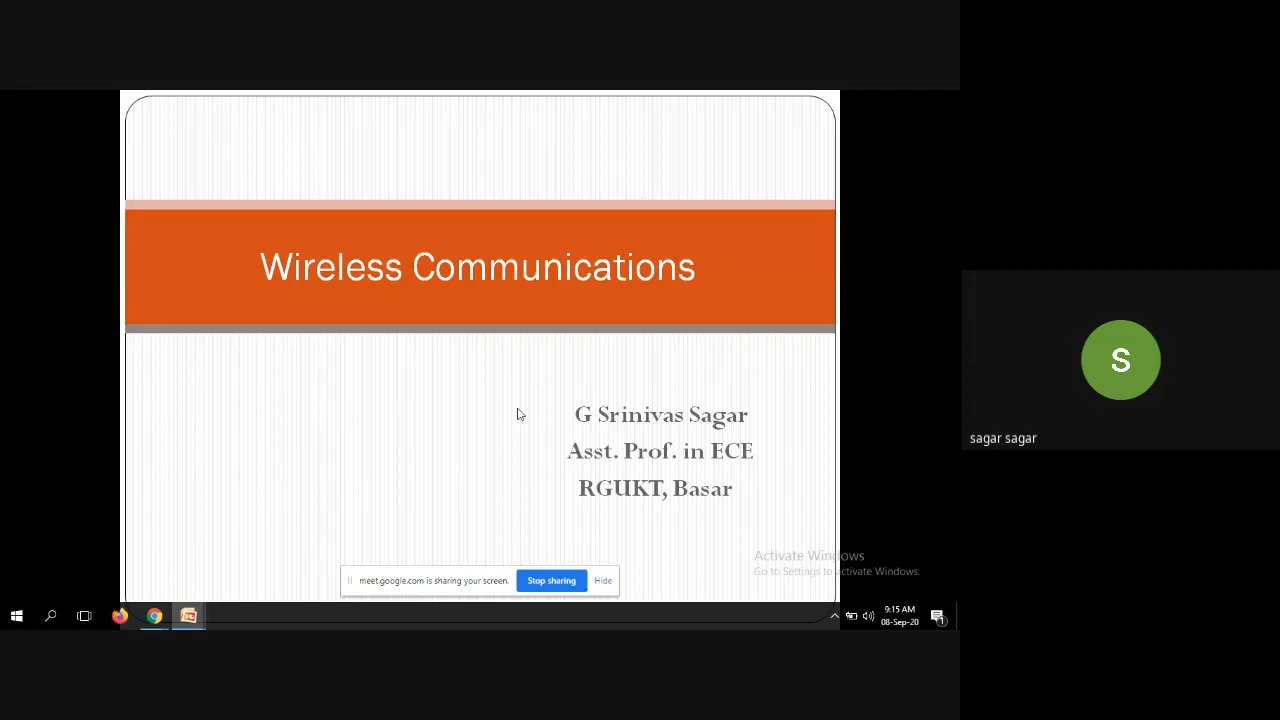 Wireless Communications
G Srinivas Sagar
Asst. Prof. in ECE
RGUKT, Basar
S
sagar sagar
Activate Windows
Go to Settings to activate Windows.
meet.google.com is sharing your screen.
Stop sharing
Hide
9:15 AM
08-Sep-20
1